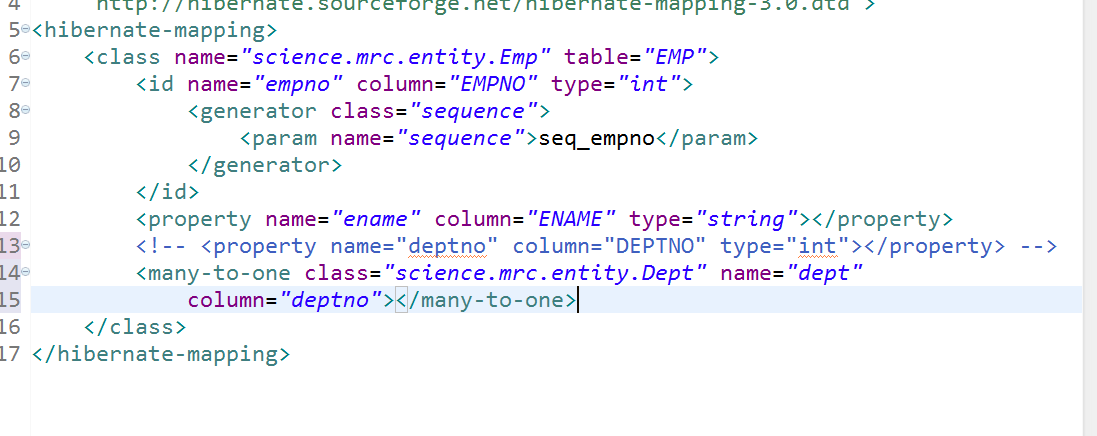 4 http://hibernate.sourceforge.net/hibernate-mapping-3.0.dtd">
5 <hibernate-mapping>
6 <class name="science.mrc.entity.Emp" table="EMP">
7 <id name="empno" column="EMPNO" type="int">
8 <generator class="sequence">
9 <param name="sequence">seq_empno</param>
10 </generator>
11 </id>
12 <property name="ename" column="ENAME" type="string"></property>
13 <!-- <property name="deptno" column="DEPTNO" type="int"></property> -->
14 <many-to-one class="science.mrc.entity.Dept" name="dept"
15 column="deptno"></many-to-one>
16 </class>
17 </hibernate-mapping>